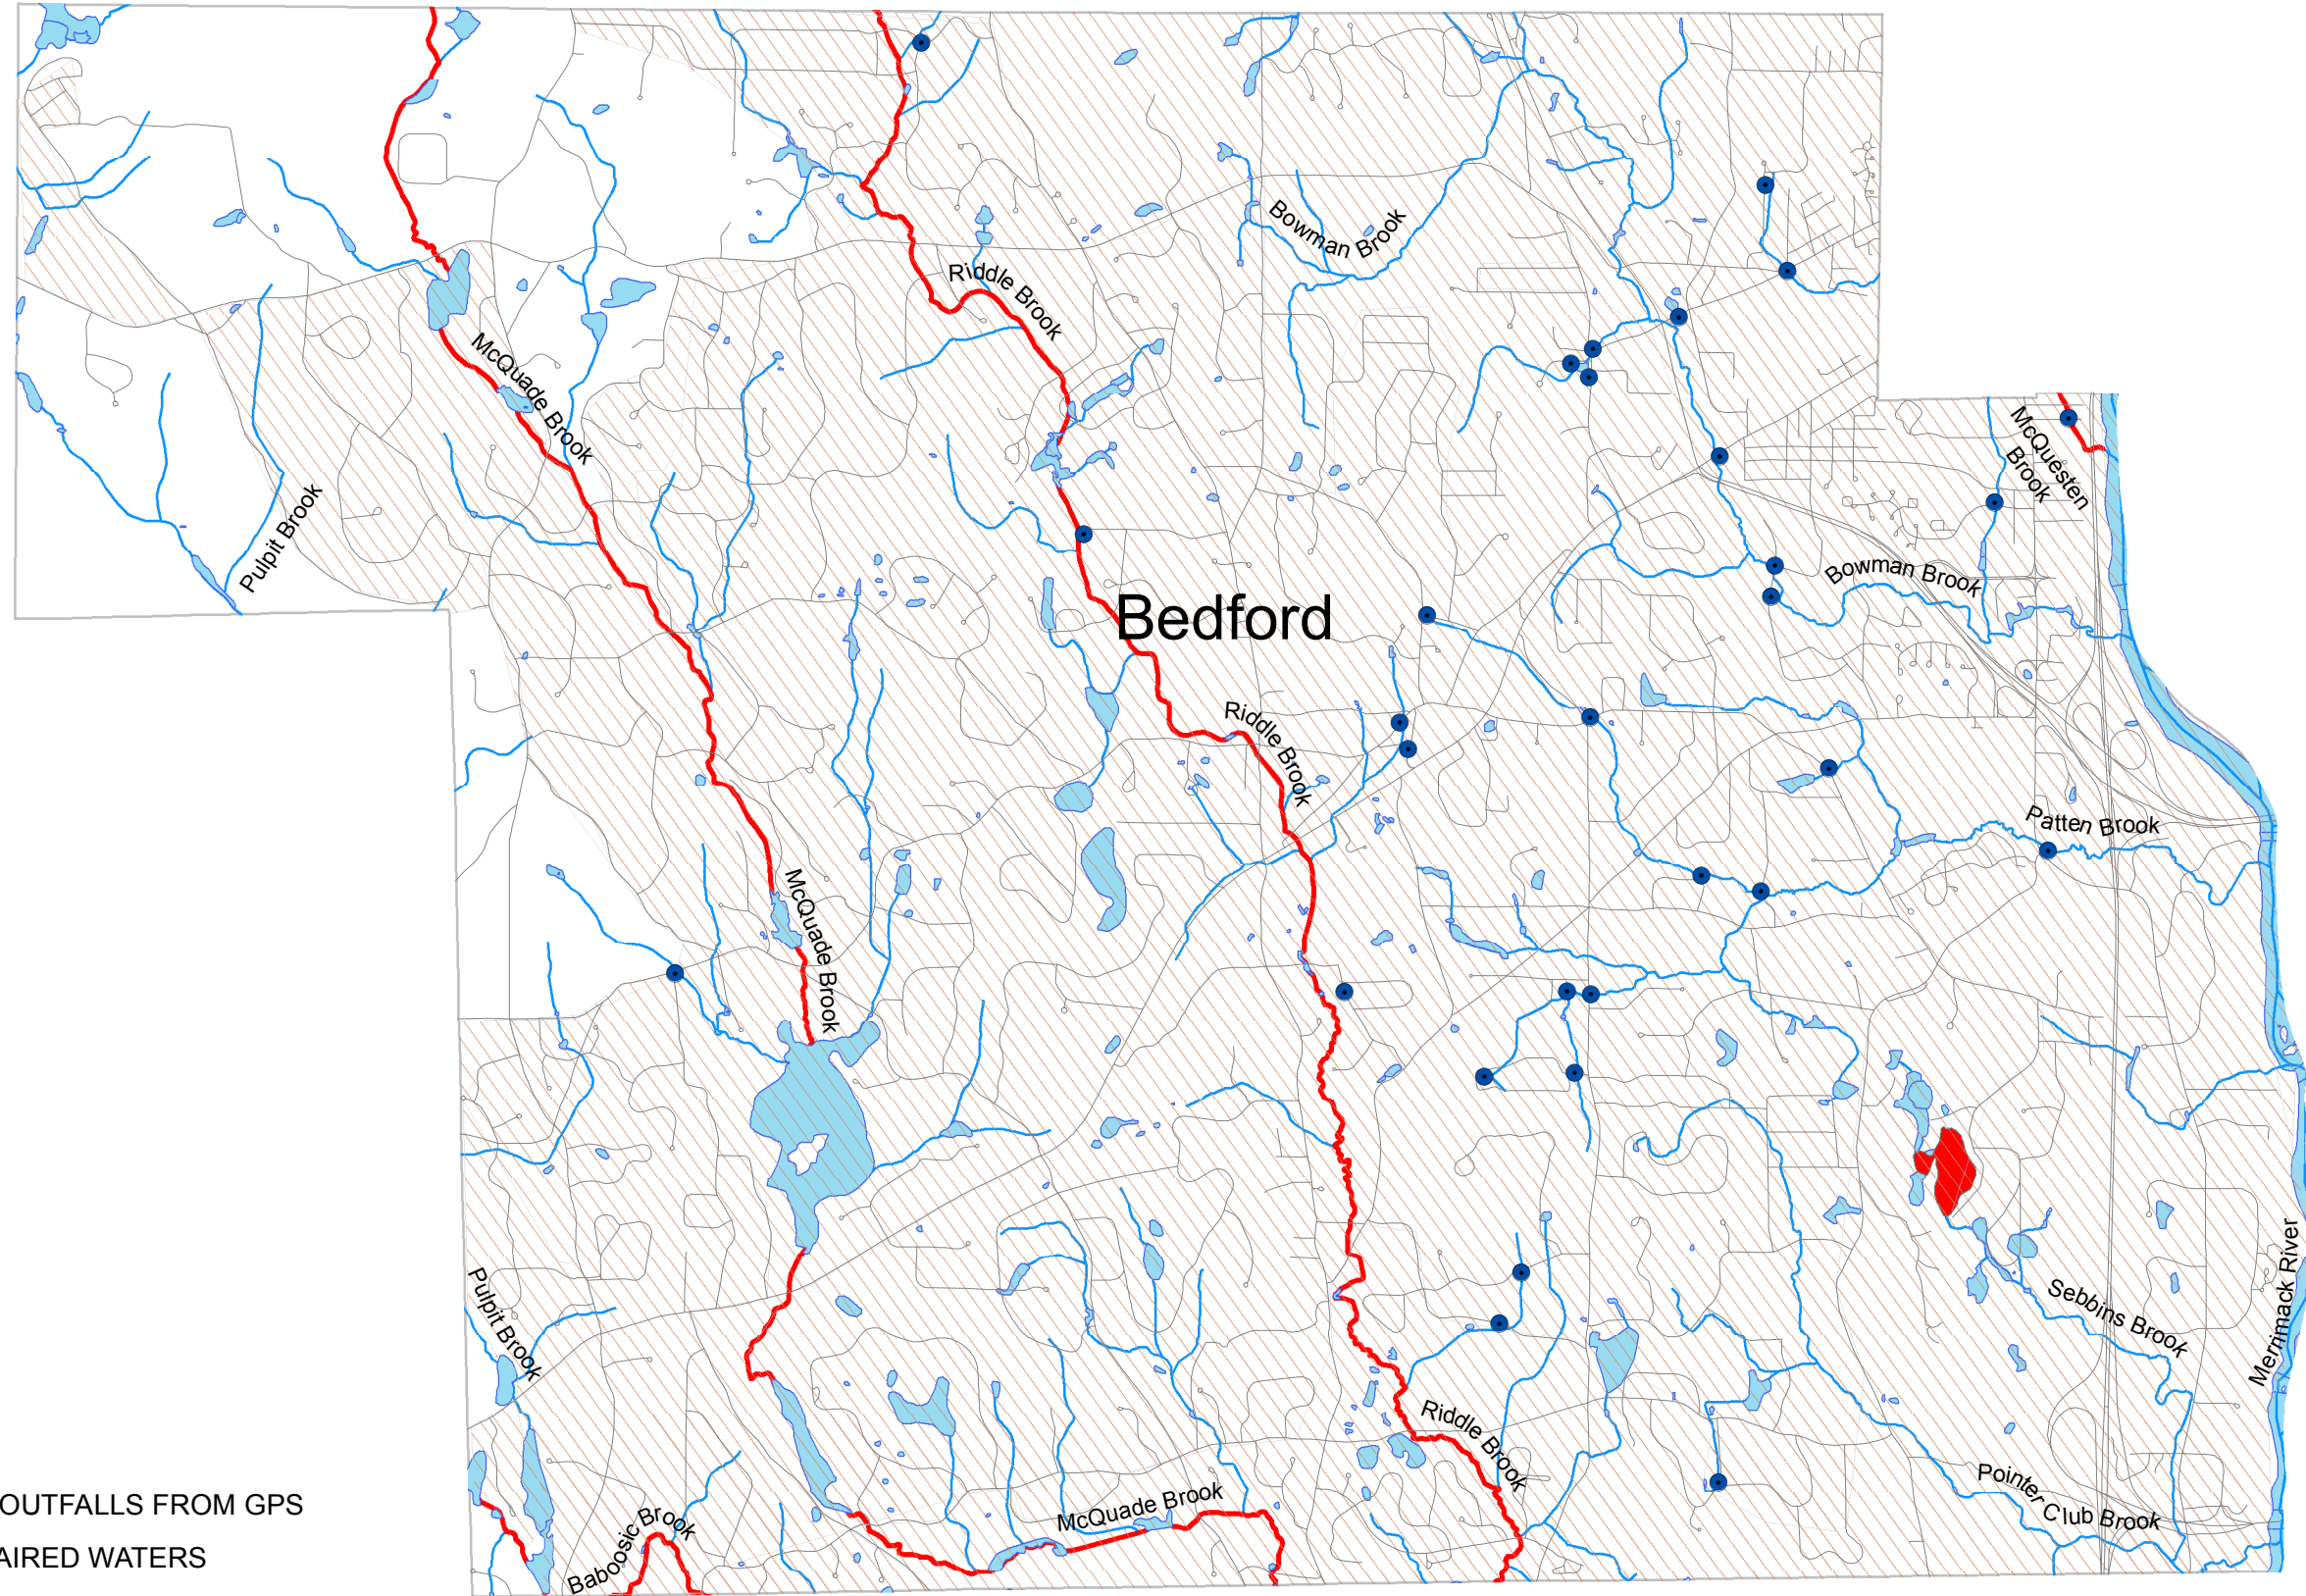 Bowman Brook
Riddle Brook
McQuade Brook
McQuesten
Brook
Pulpit Brook
Bowman Brook
Bedford
Riddle Brook
Patten Brook
McQuade Brook
Merrimack River
Pulpit Brook
Sebbins Brook
Riddle Brook
Pointer Club Brook
McQuade Brook
Baboosic Brook
OUTFALLS FROM GPS
AIRED WATERS